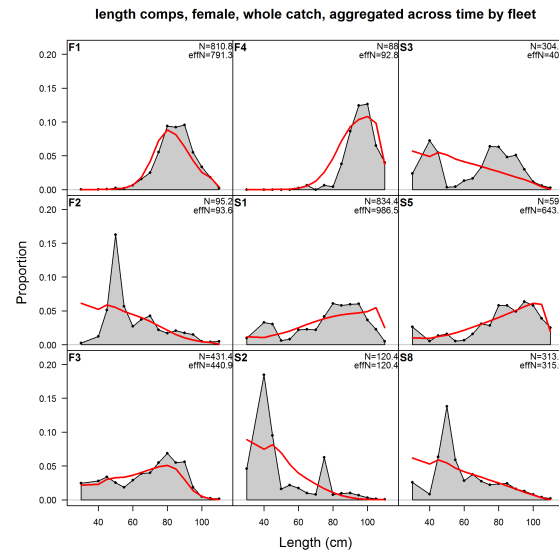 length comps, female, whole catch, aggregated across time by fleet
F1 N=810.8 F4 N=88 S3 N=304.
effN=791.3 effN=92.8 effN=40
0.20
0.15
0.10
0.05
0.00
F2 N=95.2 S1 N=834.4 S5 N=59
effN=93.6 effN=986.5 effN=643.
0.20
0.15
0.10
0.05
0.00
Proportion
F3 N=431.4 S2 N=120.4 S8 N=313.
effN=440.9 effN=120.4 effN=315.
0.20
0.15
0.10
0.05
0.00
40 60 80 100 40 60 80 100 40 60 80 100
Length (cm)